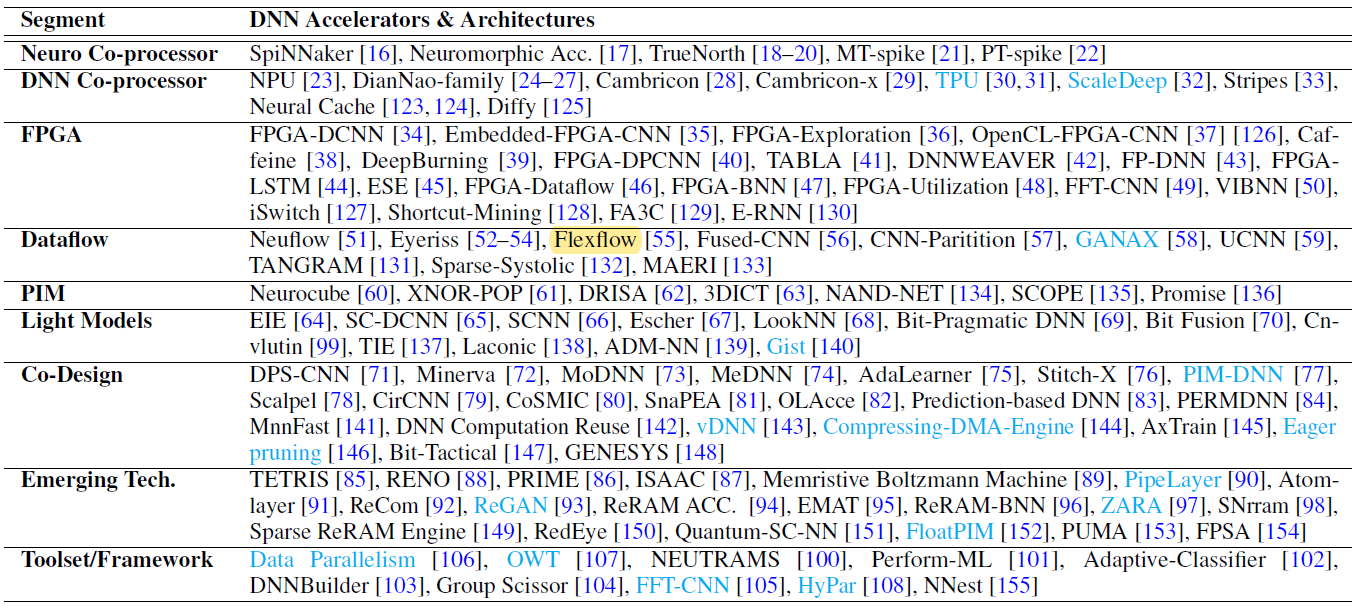 Segment DNN Accelerators & Architectures
Neuro Co-processor SpiNNaker [16], Neuromorphic Acc. [17], TrueNorth [18–20], MT-spike [21], PT-spike [22]
DNN Co-processor NPU [23], DianNao-family [24–27], Cambricon [28], Cambricon-x [29], TPU [30,31], ScaleDeep [32], Stripes [33],
Neural Cache [123,124], Diffy [125]
FPGA FPGA-DCNN [34], Embedded-FPGA-CNN [35], FPGA-Exploration [36], OpenCL-FPGA-CNN [37] [126], Caf-
feine [38], DeepBurning [39], FPGA-DPCNN [40], TABLA [41], DNNWEAVER [42], FP-DNN [43], FPGA-
LSTM [44], ESE [45], FPGA-Dataflow [46], FPGA-BNN [47], FPGA-Utilization [48], FFT-CNN [49], VIBNN [50],
iSwitch [127], Shortcut-Mining [128], FA3C [129], E-RNN [130]
Dataflow Neuflow [51], Eyeriss [52–54], Flexflow [55], Fused-CNN [56], CNN-Paritition [57], GANAX [58], UCNN [59],
TANGRAM [131], Sparse-Systolic [132], MAERI [133]
PIM Neurocube [60], XNOR-POP [61], DRISA [62], 3DICT [63], NAND-NET [134], SCOPE [135], Promise [136]
Light Models EIE [64], SC-DCNN [65], SCNN [66], Escher [67], LookNN [68], Bit-Pragmatic DNN [69], Bit Fusion [70], Cn-
vlutin [99], TIE [137], Laconic [138], ADM-NN [139], Gist [140]
Co-Design DPS-CNN [71], Minerva [72], MoDNN [73], MeDNN [74], AdaLearner [75], Stitch-X [76], PIM-DNN [77],
Scalpel [78], CirCNN [79], CoSMIC [80], SnaPEA [81], OLAcce [82], Prediction-based DNN [83], PERMDNN [84],
MnnFast [141], DNN Computation Reuse [142], vDNN [143], Compressing-DMA-Engine [144], AxTrain [145], Eager
pruning [146], Bit-Tactical [147], GENESYS [148]
Emerging Tech. TETRIS [85], RENO [88], PRIME [86], ISAAC [87], Memristive Boltzmann Machine [89], PipeLayer [90], Atom-
layer [91], ReCom [92], ReGAN [93], ReRAM ACC. [94], EMAT [95], ReRAM-BNN [96], ZARA [97], SNrram [98],
Sparse ReRAM Engine [149], RedEye [150], Quantum-SC-NN [151], FloatPIM [152], PUMA [153], FPSA [154]
Toolset/Framework Data Parallelism [106], OWT [107], NEUTRAMS [100], Perform-ML [101], Adaptive-Classifier [102],
DNNBuilder [103], Group Scissor [104], FFT-CNN [105], HyPar [108], NNest [155]